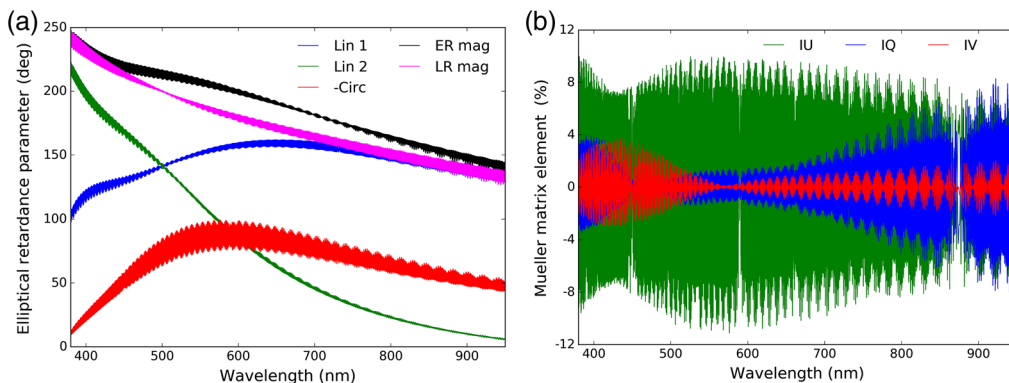 (a)
Elliptical retardance parameter (deg)
250
200
150
100
50
0
Lin 1
Lin 2
-Circ
ER mag
LR mag
400
500
600
700
800
900
Wavelength (nm)
(b)
Mueller matrix element (%)
12
8
4
0
-4
-8
-12
IU
IQ
IV
400
500
600
700
800
900
Wavelength (nm)